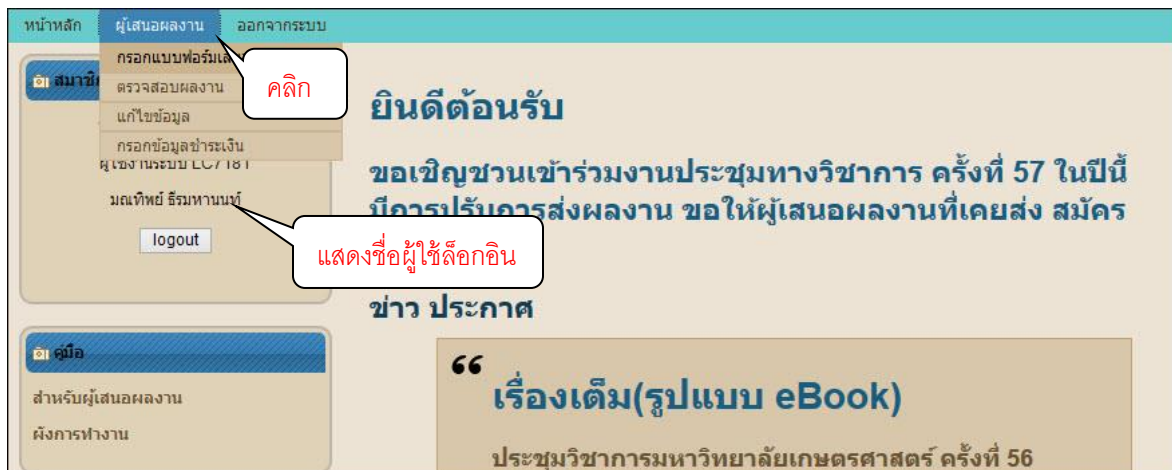 หน้าหลัก ผู้เสนอผลงาน ออกจากระบบ
กรอกแบบฟอร์ม
ตรวจสอบผลงาน
แก้ไขข้อมูล
กรอกข้อมูลชำระเงิน
คลิก
ผู้ใช้งานระบบ LC7181
มณทิพย์ ธีรมหานนท์
logout
แสดงชื่อผู้ใช้ล็อกอิน
ยินดีต้อนรับ
ขอเชิญชวนเข้าร่วมงานประชุมทางวิชาการ ครั้งที่ 57 ในปีนี้
มีการปรับการส่งผลงาน ขอให้ผู้เสนอผลงานที่เคยส่ง สมัคร
ข่าว ประกาศ
คู่มือ
สำหรับผู้เสนอผลงาน
ผังการทำงาน
“
เรื่องเต็ม(รูปแบบ eBook)
ประชุมวิชาการมหาวิทยาลัยเกษตรศาสตร์ ครั้งที่ 56